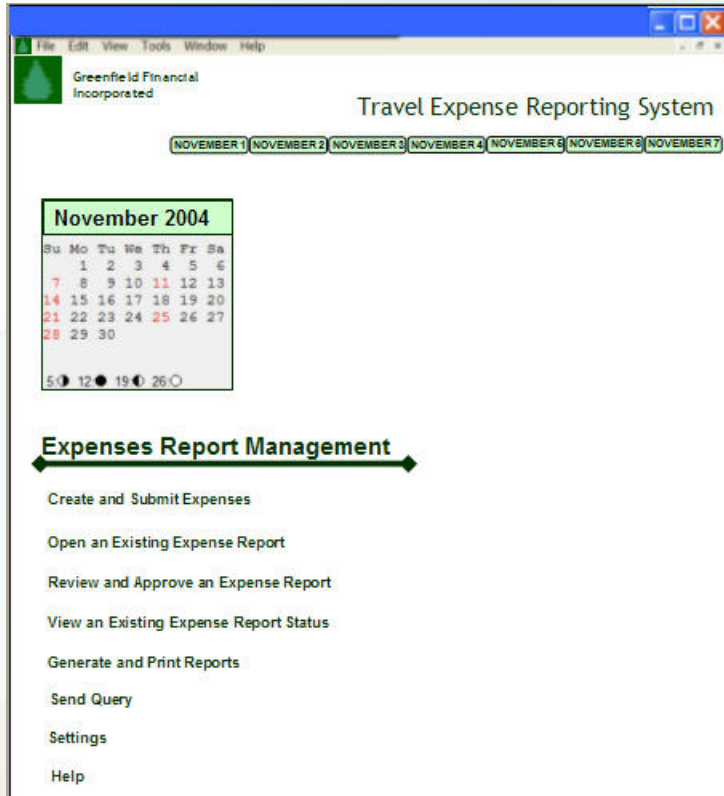 File Edit View Tools Window Help
Greenfield Financial
Incorporated
Travel Expense Reporting System
NOVEMBER 1 NOVEMBER 2 NOVEMBER 3 NOVEMBER 4 NOVEMBER 5 NOVEMBER 6 NOVEMBER 7
November 2004
Su Mo Tu We Th Fr Sa
1 2 3 4 5 6
7 8 9 10 11 12 13
14 15 16 17 18 19 20
21 22 23 24 25 26 27
28 29 30
5:◑ 12:● 19:◐ 26:○
Expenses Report Management
Create and Submit Expenses
Open an Existing Expense Report
Review and Approve an Expense Report
View an Existing Expense Report Status
Generate and Print Reports
Send Query
Settings
Help